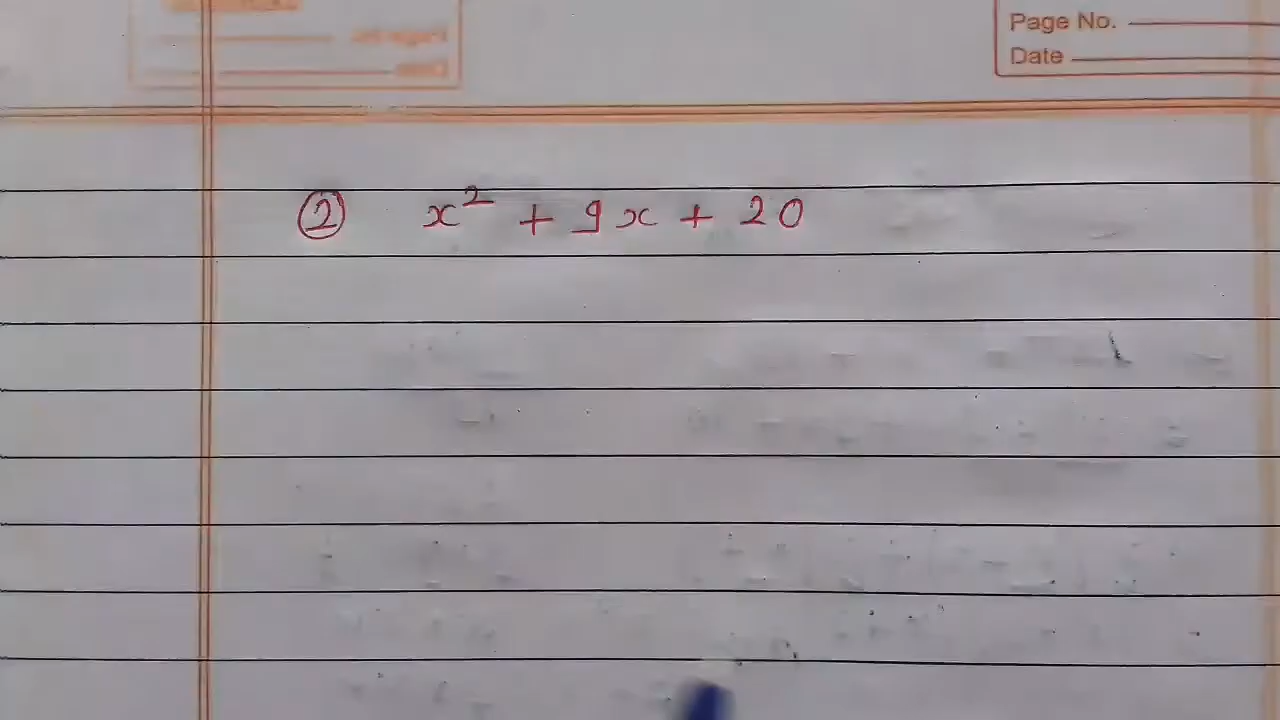 Page No.
Date
② x² + 9x + 20